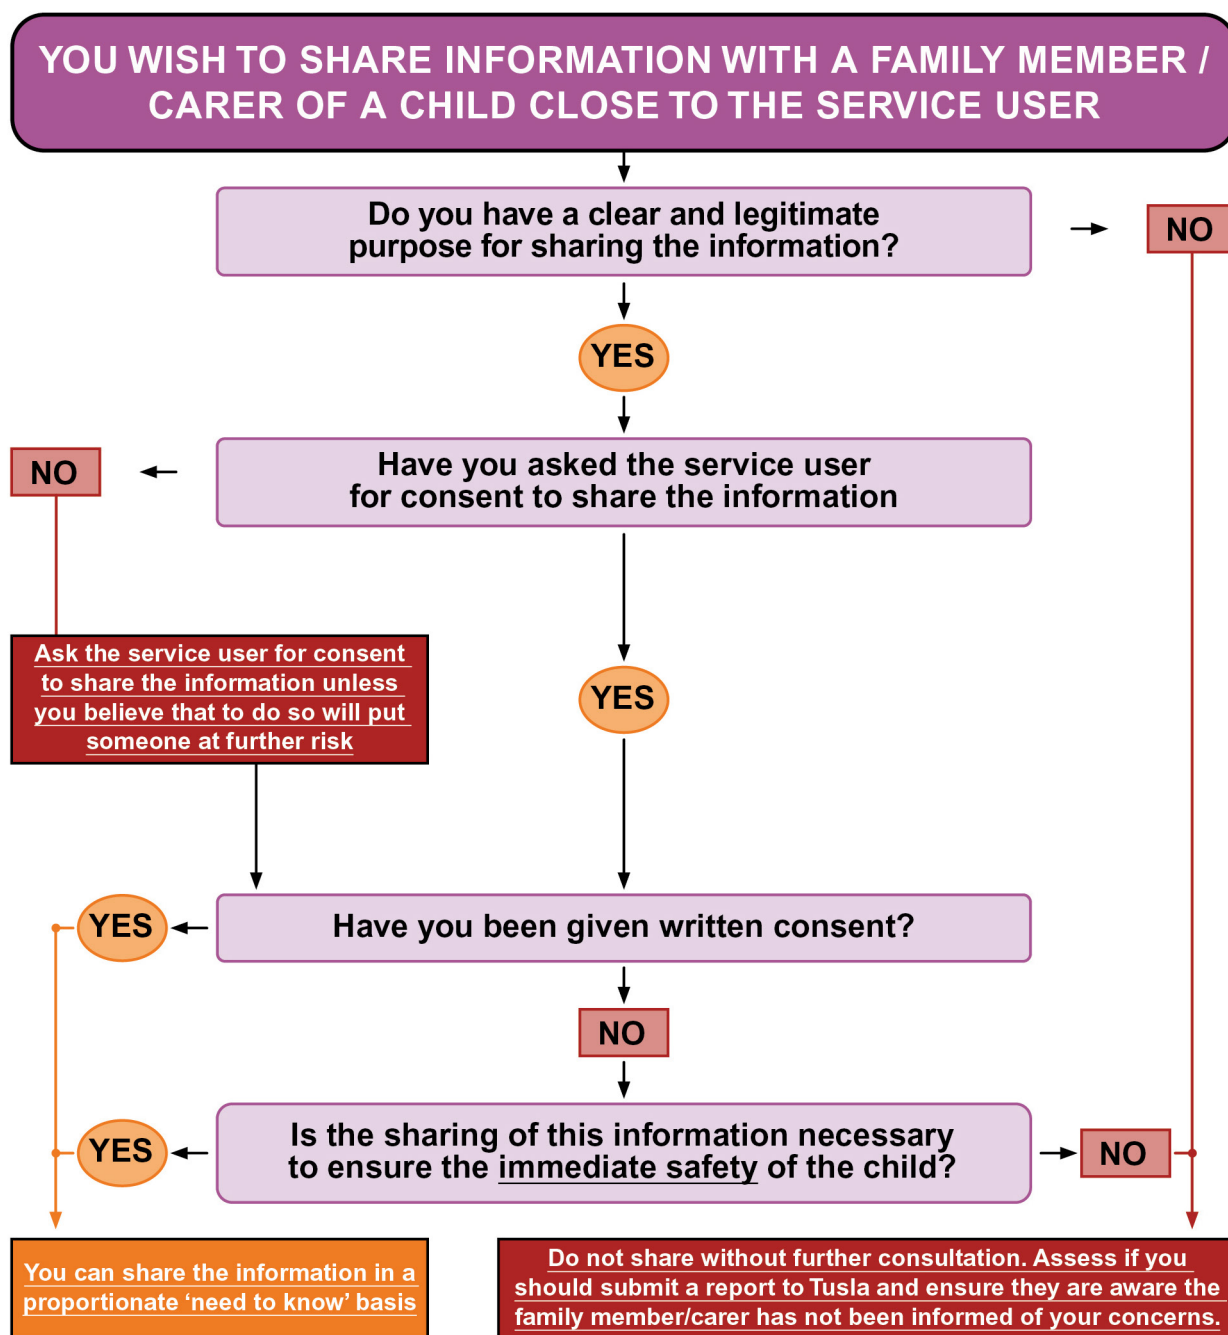 YOU WISH TO SHARE INFORMATION WITH A FAMILY MEMBER /
CARER OF A CHILD CLOSE TO THE SERVICE USER
Do you have a clear and legitimate
purpose for sharing the information?
NO
YES
Have you asked the service user
for consent to share the information
NO
Ask the service user for consent
to share the information unless
you believe that to do so will put
someone at further risk
YES
Have you been given written consent?
YES
NO
Is the sharing of this information necessary
to ensure the immediate safety of the child?
YES
NO
You can share the information in a
proportionate ‘need to know’ basis
Do not share without further consultation. Assess if you
should submit a report to Tusla and ensure they are aware the
family member/carer has not been informed of your concerns.